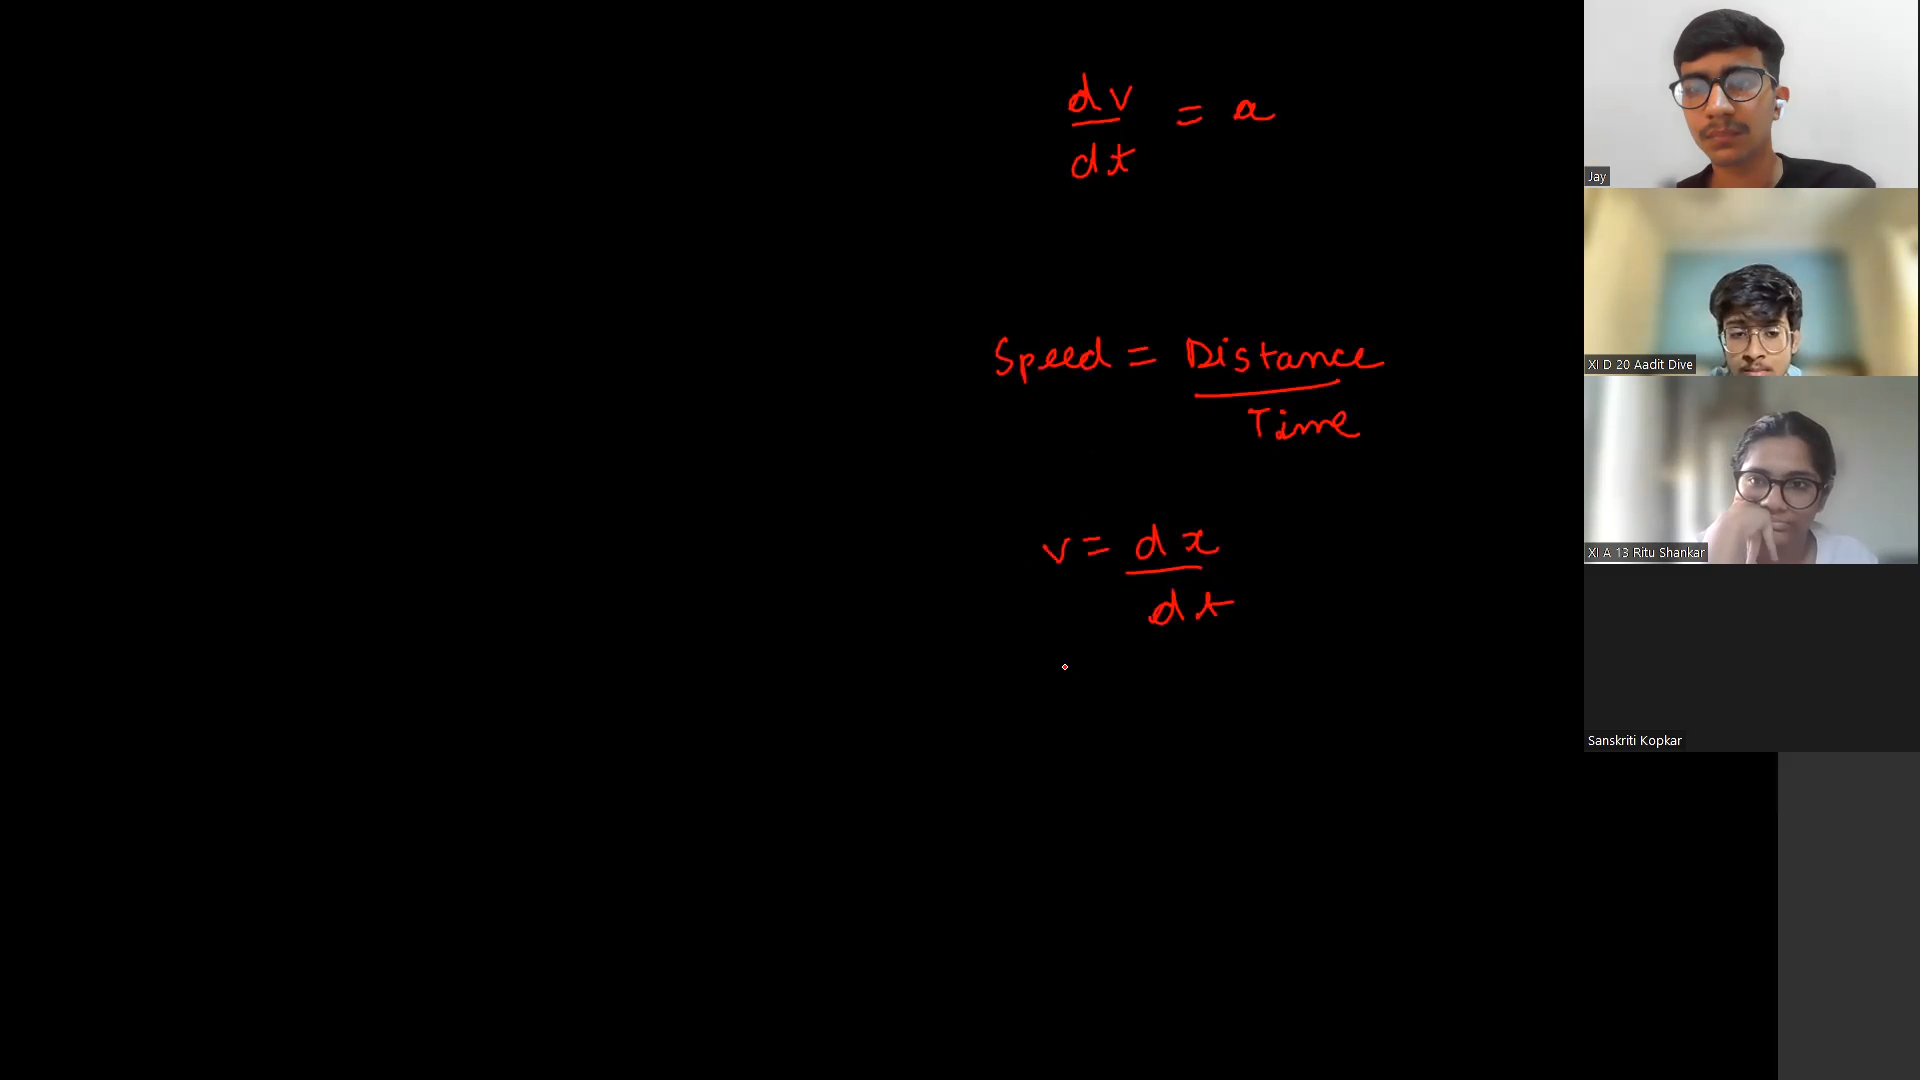 dv
dt = a
Speed = Distance
Time
v = dx
dt
Jay
XI D 20 Aadit Dive
XI A 13 Ritu Shankar
Sanskriti Kopkar